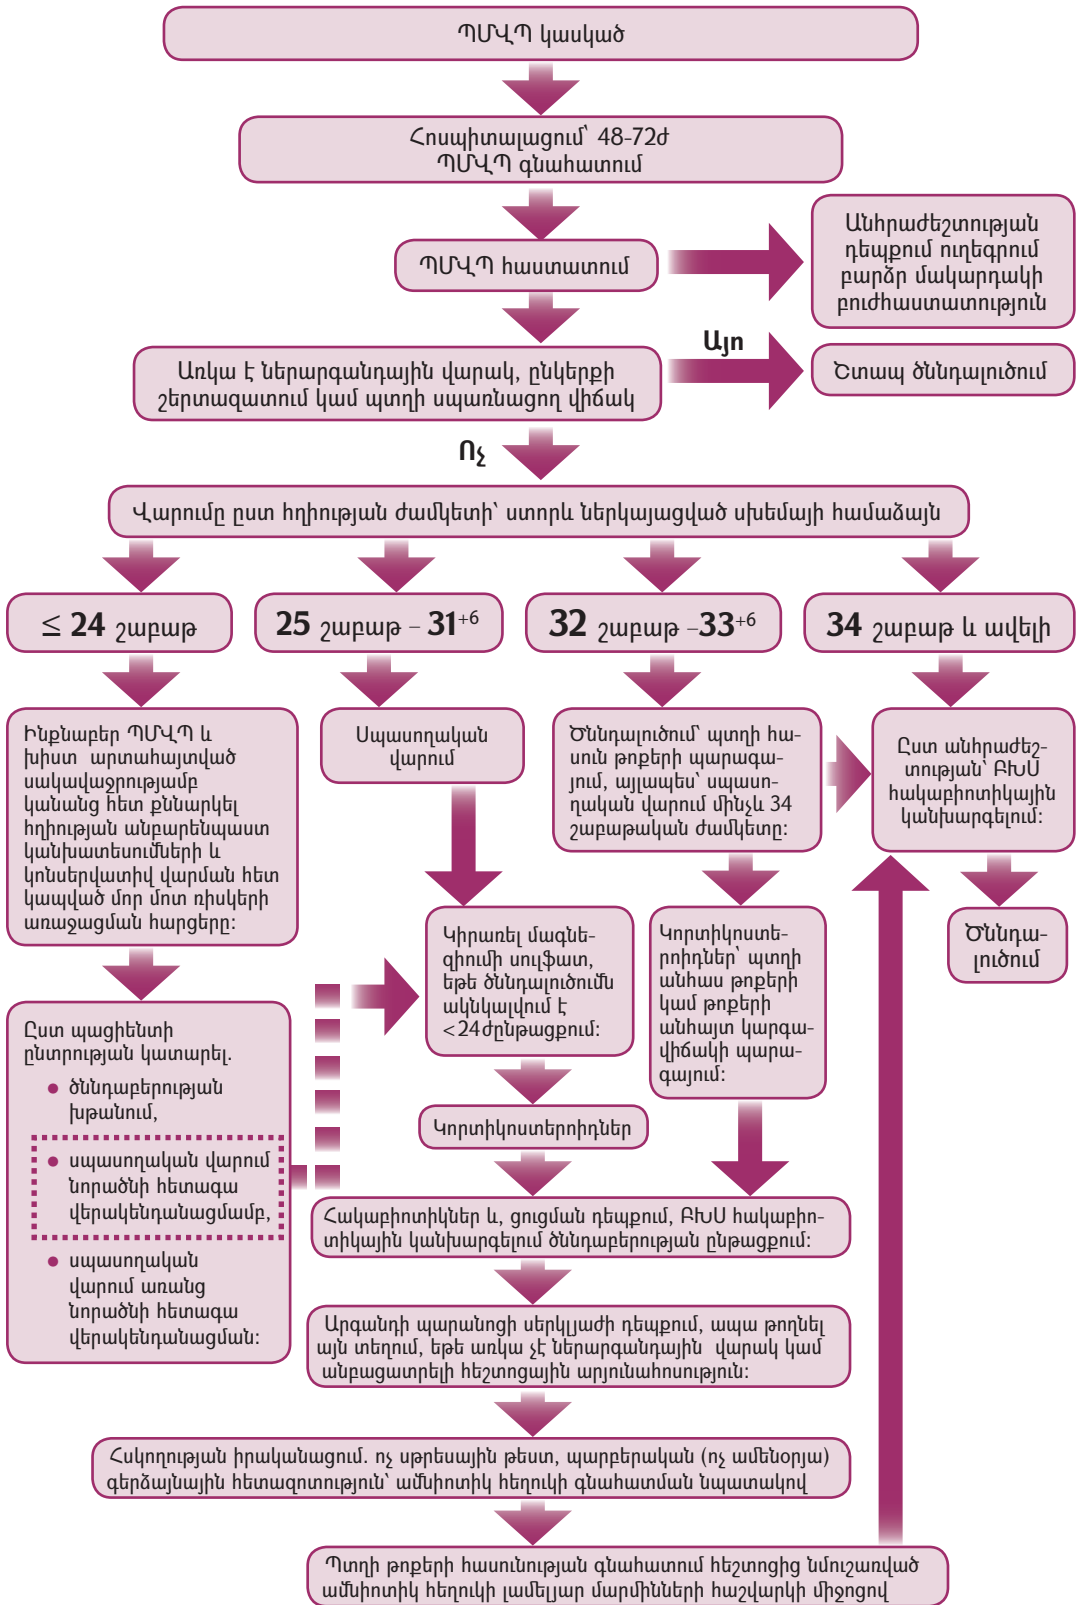 ՊՄՎՊ կասկած
Հոսպիտալացում՝ 48-72ժ
ՊՄՎՊ գնահատում
ՊՄՎՊ հաստատում
Անհրաժեշտության
դեպքում ուղեգրում
բարձր մակարդակի
բուժհաստատություն
Առկա է ներարգանդային վարակ, ընկերքի
շերտազատում կամ պտղի սպառնացող վիճակ
Այո
Շտապ ծննդալուծում
Ոչ
Վարումը ըստ հղիության ժամկետի՝ ստորև ներկայացված սխեմայի համաձայն
≤ 24 շաբաթ
25 շաբաթ – 31+6
32 շաբաթ –33+6
34 շաբաթ և ավելի
Ինքնաբեր ՊՄՎՊ և
խիստ արտահայտված
սակավաջրությամբ
կանանց հետ քննարկել
հղիության անբարենպաստ
կանխատեսումների և
կոնսերվատիվ վարման հետ
կապված մոր մոտ ռիսկերի
առաջացման հարցերը:
Սպասողական
վարում
Ծննդալուծում՝ պտղի հա-
սուն թոքերի պարագա-
յում, այլապես՝ սպասո-
ղական վարում մինչև 34
շաբաթական ժամկետը:
Ըստ անհրաժեշ-
տության՝ ԲԽՍ
հակաբիոտիկային
կանխարգելում:
Կիրառել մագնե-
զիումի սուլֆատ,
եթե ծննդալուծումն
ակնկալվում է
<24ժընթացքում:
Կորտիկոստե-
րոիդներ՝ պտղի
անհաս թոքերի
կամ թոքերի
անհայտ կարգա-
վիճակի պարա-
գայում:
Ծննդա-
լուծում
Ըստ պացիենտի
ընտրության կատարել.
• ծննդաբերության
խթանում,
• սպասողական վարում
նորածնի հետագա
վերակենդանացմամբ,
• սպասողական
վարում առանց
նորածնի հետագա
վերակենդանացման:
Կորտիկոստերոիդներ
Հակաբիոտիկներ և, ցուցման դեպքում, ԲԽՍ հակաբիո-
տիկային կանխարգելում ծննդաբերության ընթացքում:
Արգանդի պարանոցի սերկլյաժի դեպքում, ապա թողնել
այն տեղում, եթե առկա չէ ներարգանդային վարակ կամ
անբացատրելի հեշտոցային արյունահոսություն:
Հսկողության իրականացում. ոչ սթրեսային թեստ, պարբերական (ոչ ամենօրյա)
գերձայնային հետազոտություն՝ ամնիոտիկ հեղուկի գնահատման նպատակով
Պտղի թոքերի հասունության գնահատում հեշտոցից նմուշառված
ամնիոտիկ հեղուկի լամելյար մարմինների հաշվարկի միջոցով